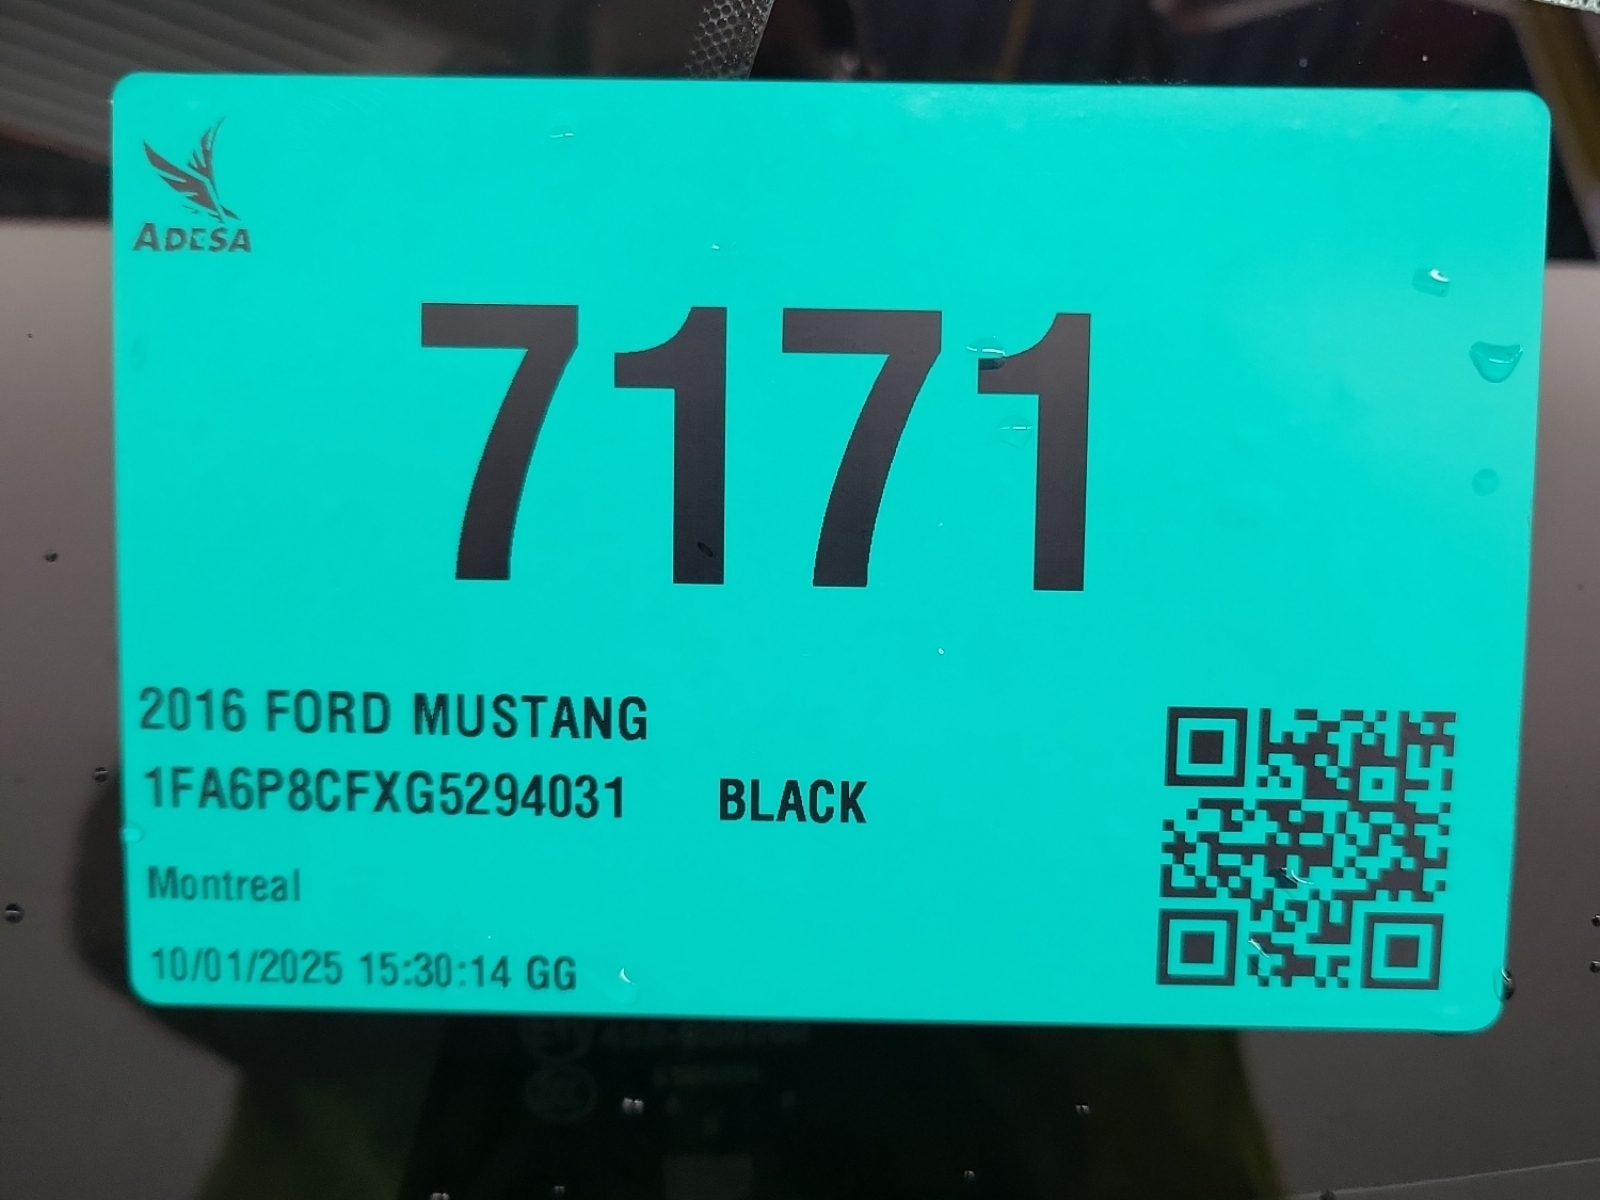 ADESA
7171
2016 FORD MUSTANG
1FA6P8CFXG5294031 BLACK
Montreal
10/01/2025 15:30:14 GG